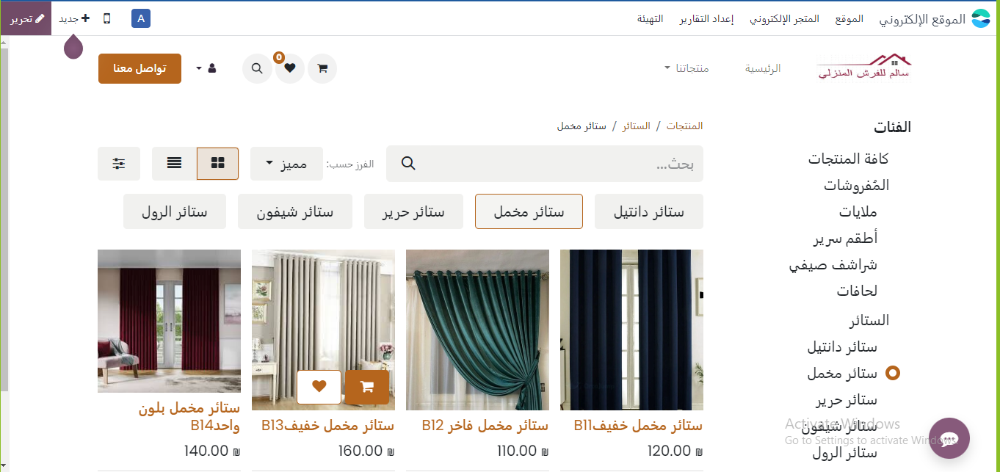 الموقع الإلكتروني
الموقع
المتجر الإلكتروني
إعداد التقارير
التهيئة
A
جديد
تحرير
سالم للفرش المنزلي
الرئيسية
منتجاتنا
0
تواصل معنا
الفئات
كافة المنتجات
المُفروشات
ملايات
أطقم سرير
شراشف صيفي
لحافات
الستائر
ستائر دانتيل
ستائر مخمل
ستائر حرير
ستائر شيفون
ستائر الرول
المنتجات / الستائر / ستائر مخمل
بحث...
الفرز حسب:
مميز
ستائر دانتيل
ستائر مخمل
ستائر حرير
ستائر شيفون
ستائر الرول
ستائر مخمل خفيفB11
120.00 ₪
ستائر مخمل فاخر B12
110.00 ₪
ستائر مخمل خفيفB13
160.00 ₪
ستائر مخمل بلون
واحدB14
140.00 ₪
Activate Windows
Go to Settings to activate Windows.